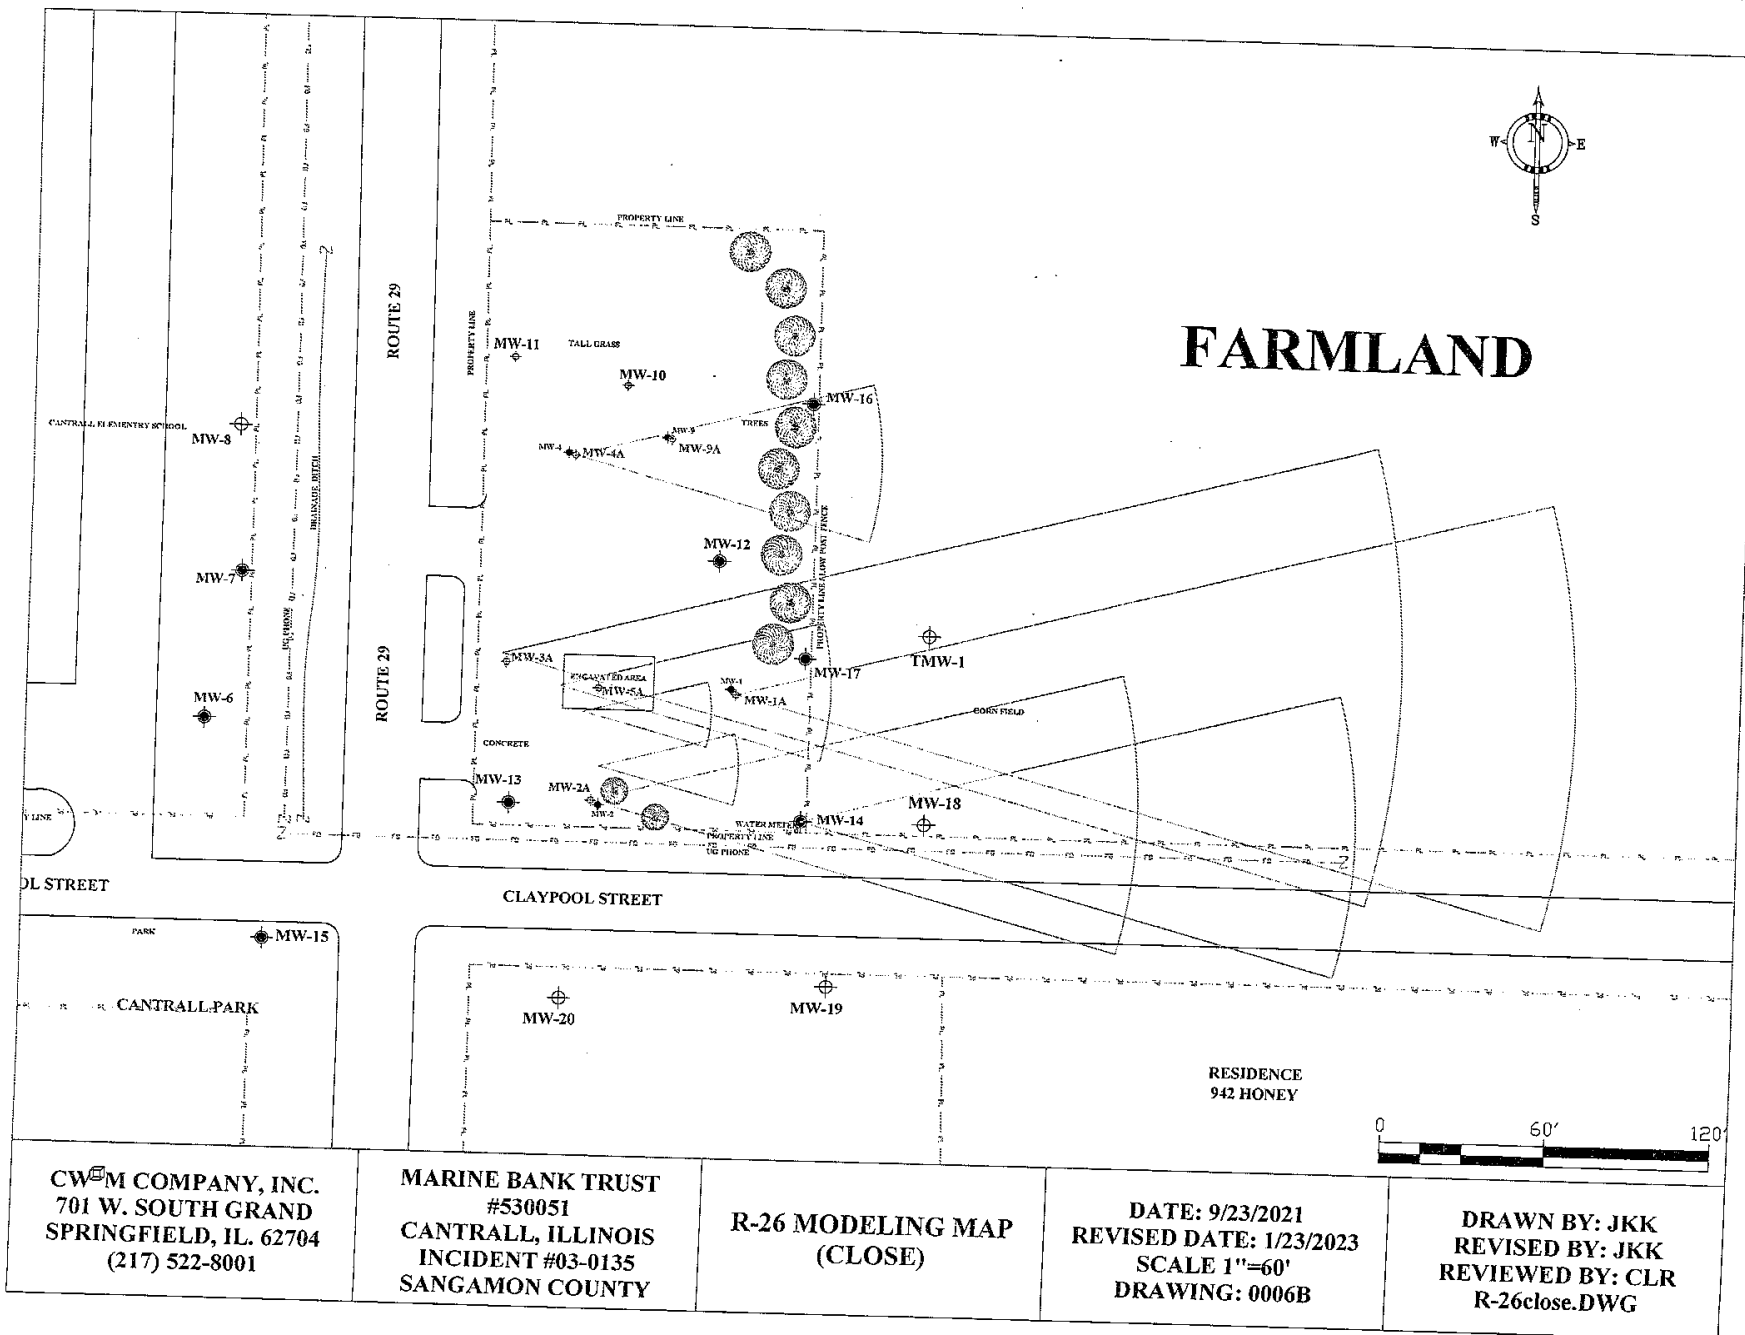 N
W
E
S
FARMLAND
PROPERTY LINE
ROUTE 29
PROPERTY LINE
MW-11
TALL GRASS
MW-10
MW-16
TREES
CANTRALL ELEMENTRY SCHOOL
MW-8
MW-4
MW-4A
MW-9
MW-9A
DRAINAGE DITCH
MW-12
PROPERTY LINE ALOW POST FENCE
MW-7
UG PHONE
TMW-1
MW-3A
MW-17
EXCAVATED AREA
MW-5A
MW-1
MW-1A
MW-6
ROUTE 29
CORN FIELD
CONCRETE
MW-13
MW-2A
MW-2
MW-18
WATER METER
MW-14
Y LINE
PROPERTY LINE
UG PHONE
OL STREET
CLAYPOOL STREET
PARK
MW-15
CANTRALL PARK
MW-20
MW-19
RESIDENCE
942 HONEY
0 60' 120'
CW M COMPANY, INC.
701 W. SOUTH GRAND
SPRINGFIELD, IL. 62704
(217) 522-8001
MARINE BANK TRUST
#530051
CANTRALL, ILLINOIS
INCIDENT #03-0135
SANGAMON COUNTY
R-26 MODELING MAP
(CLOSE)
DATE: 9/23/2021
REVISED DATE: 1/23/2023
SCALE 1"=60'
DRAWING: 0006B
DRAWN BY: JKK
REVISED BY: JKK
REVIEWED BY: CLR
R-26close.DWG